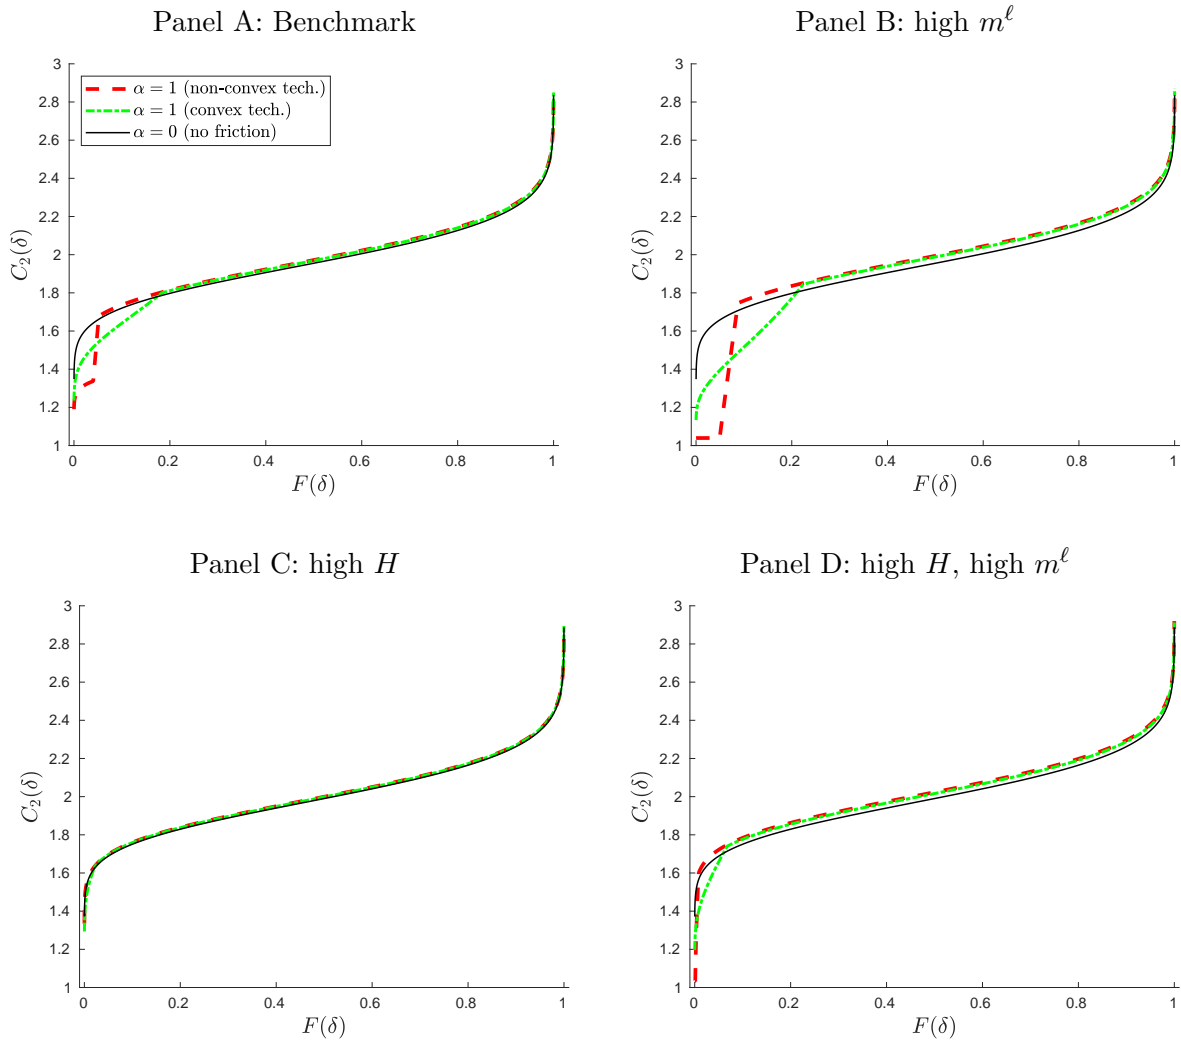 Panel A: Benchmark
3
2.8
2.6
2.4
2.2
2
1.8
1.6
1.4
1.2
1
C₂(δ)
α = 1 (non-convex tech.)
α = 1 (convex tech.)
α = 0 (no friction)
0 0.2 0.4 0.6 0.8 1
F(δ)
Panel B: high mˡ
3
2.8
2.6
2.4
2.2
2
1.8
1.6
1.4
1.2
1
C₂(δ)
0 0.2 0.4 0.6 0.8 1
F(δ)
Panel C: high H
3
2.8
2.6
2.4
2.2
2
1.8
1.6
1.4
1.2
1
C₂(δ)
0 0.2 0.4 0.6 0.8 1
F(δ)
Panel D: high H, high mˡ
3
2.8
2.6
2.4
2.2
2
1.8
1.6
1.4
1.2
1
C₂(δ)
0 0.2 0.4 0.6 0.8 1
F(δ)